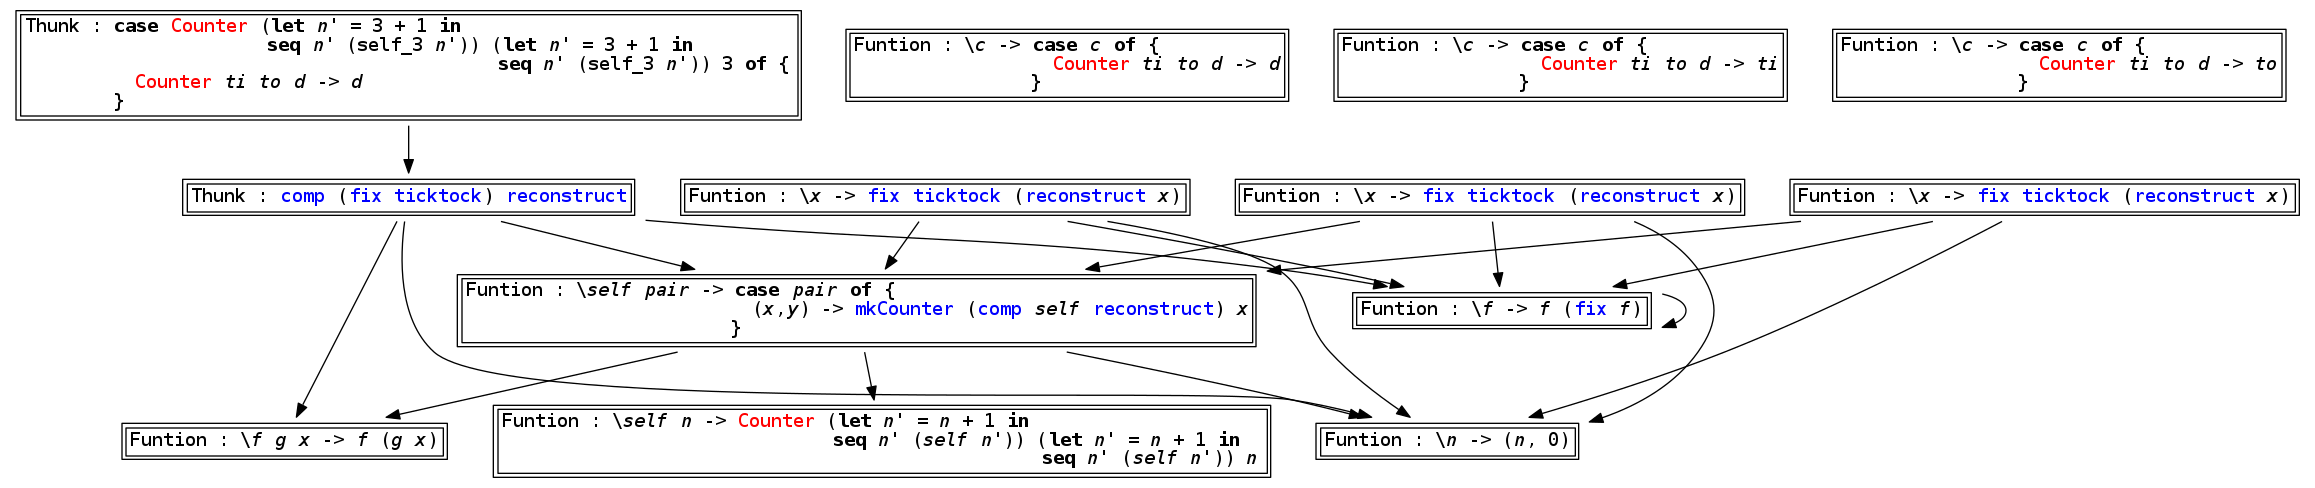 Thunk : case Counter (let n' = 3 + 1 in
seq n' (self_3 n')) (let n' = 3 + 1 in
seq n' (self_3 n')) 3 of {
Counter ti to d -> d
}
Funtion : \c -> case c of {
Counter ti to d -> d
}
Funtion : \c -> case c of {
Counter ti to d -> ti
}
Funtion : \c -> case c of {
Counter ti to d -> to
}
Thunk : comp (fix ticktock) reconstruct
Funtion : \x -> fix ticktock (reconstruct x)
Funtion : \x -> fix ticktock (reconstruct x)
Funtion : \x -> fix ticktock (reconstruct x)
Funtion : \self pair -> case pair of {
(x,y) -> mkCounter (comp self reconstruct) x
}
Funtion : \f -> f (fix f)
Funtion : \f g x -> f (g x)
Funtion : \self n -> Counter (let n' = n + 1 in
seq n' (self n')) (let n' = n + 1 in
seq n' (self n')) n
Funtion : \n -> (n, 0)